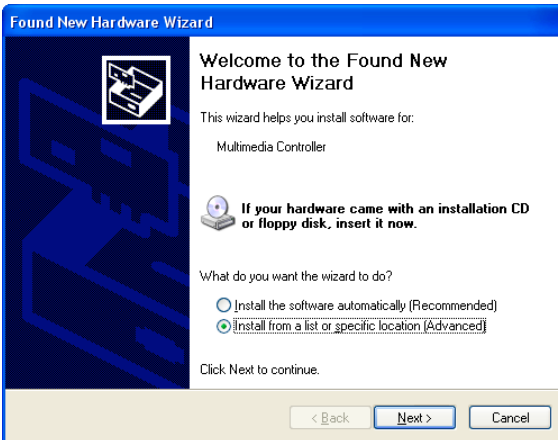 Found New Hardware Wizard
Welcome to the Found New
Hardware Wizard
This wizard helps you install software for:
Multimedia Controller
If your hardware came with an installation CD
or floppy disk, insert it now.
What do you want the wizard to do?
Install the software automatically (Recommended)
Install from a list or specific location (Advanced)
Click Next to continue.
< Back Next > Cancel